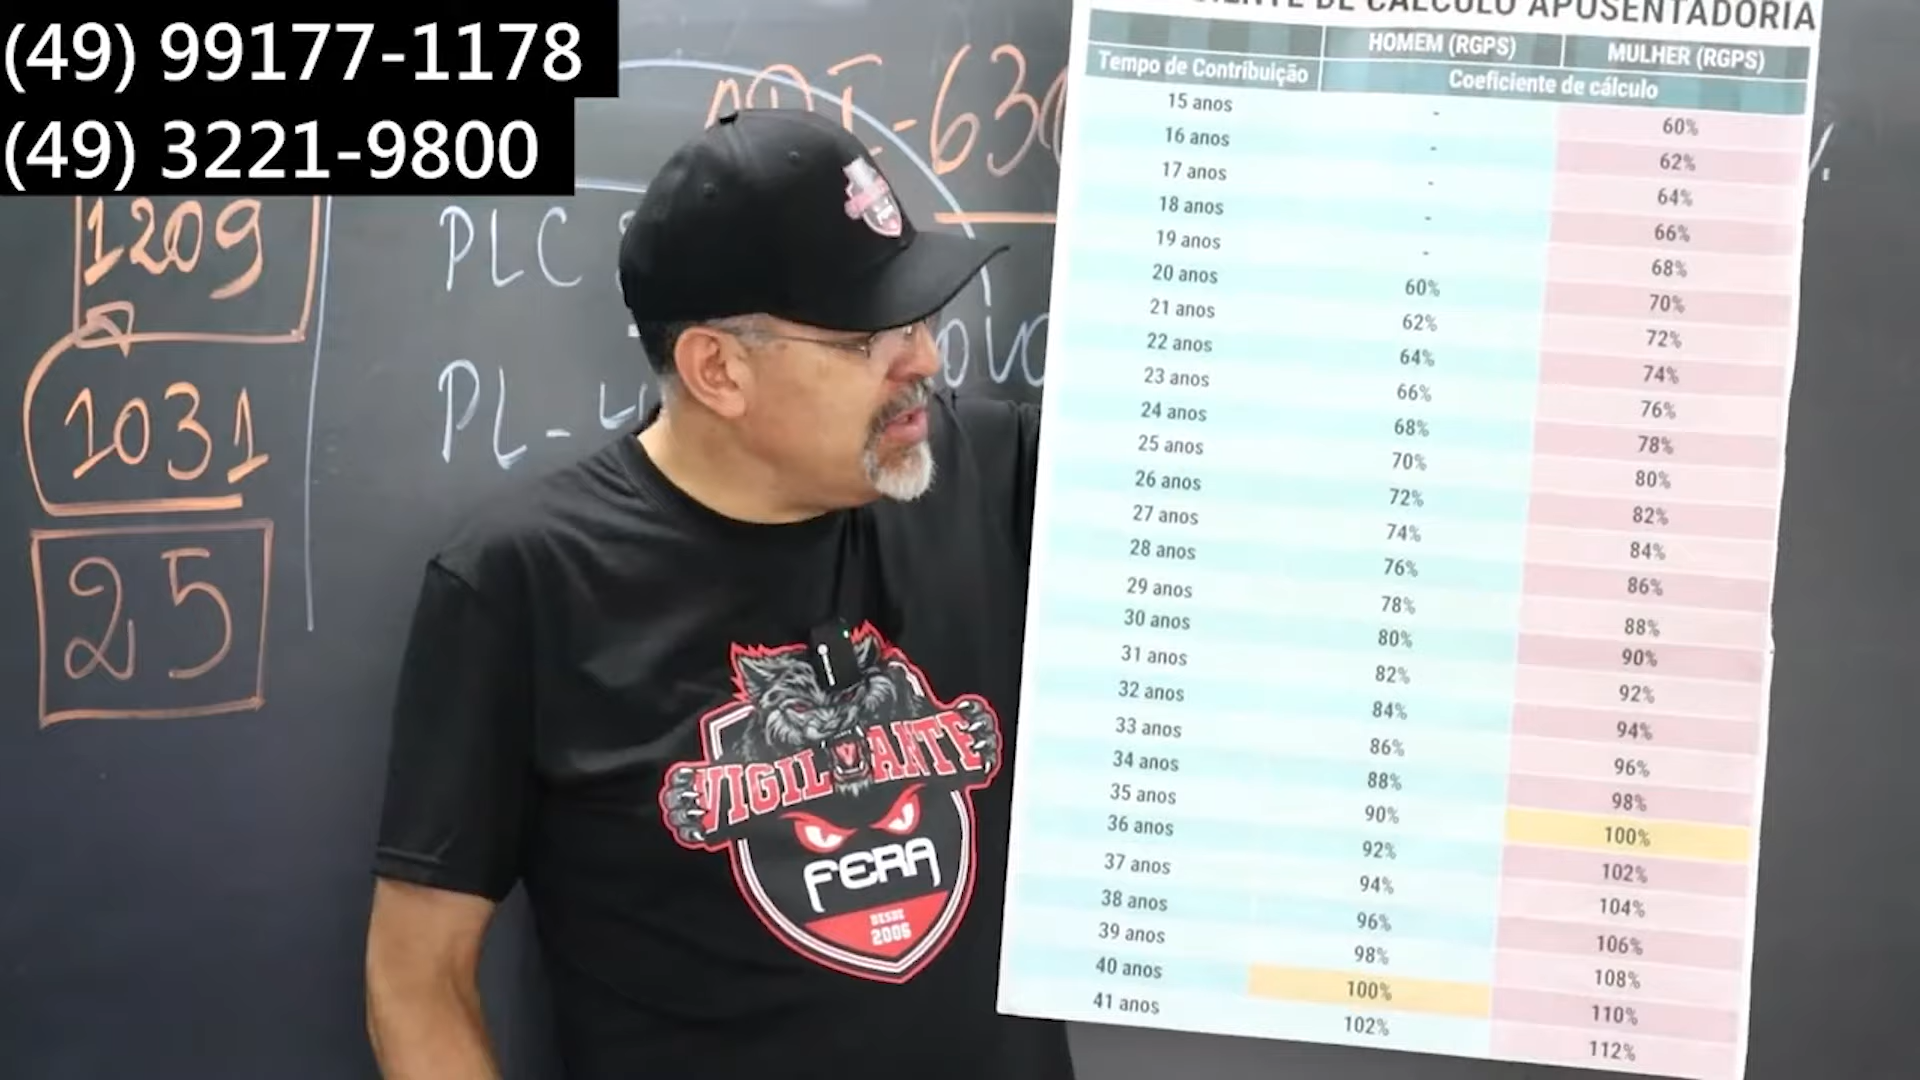 (49) 99177-1178
(49) 3221-9800
1209
1031
25
PLC
PL-
ADI-63
VIGILANTE
FERA
DESDE
2006
DE CÁLCULO APOSENTADORIA
HOMEM (RGPS) MULHER (RGPS)
Tempo de Contribuição Coeficiente de cálculo
15 anos - 60%
16 anos - 62%
17 anos - 64%
18 anos - 66%
19 anos - 68%
20 anos 60% 70%
21 anos 62% 72%
22 anos 64% 74%
23 anos 66% 76%
24 anos 68% 78%
25 anos 70% 80%
26 anos 72% 82%
27 anos 74% 84%
28 anos 76% 86%
29 anos 78% 88%
30 anos 80% 90%
31 anos 82% 92%
32 anos 84% 94%
33 anos 86% 96%
34 anos 88% 98%
35 anos 90% 100%
36 anos 92% 102%
37 anos 94% 104%
38 anos 96% 106%
39 anos 98% 108%
40 anos 100% 110%
41 anos 102% 112%